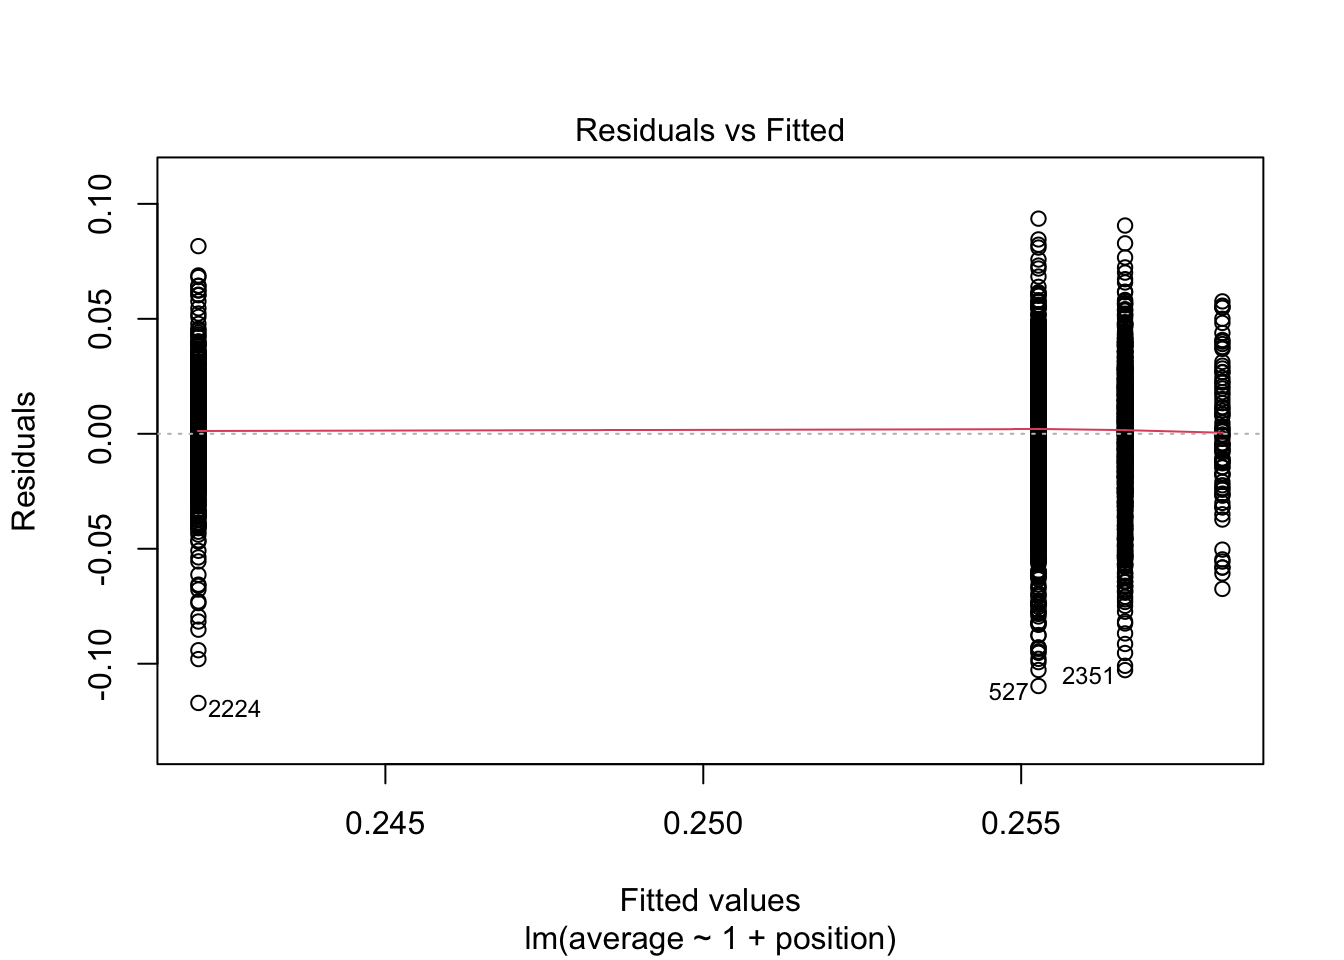 Residuals vs Fitted
Residuals
0.10
0.05
0.00
-0.05
-0.10
2224
527
2351
0.245
0.250
0.255
Fitted values
lm(average ~ 1 + position)